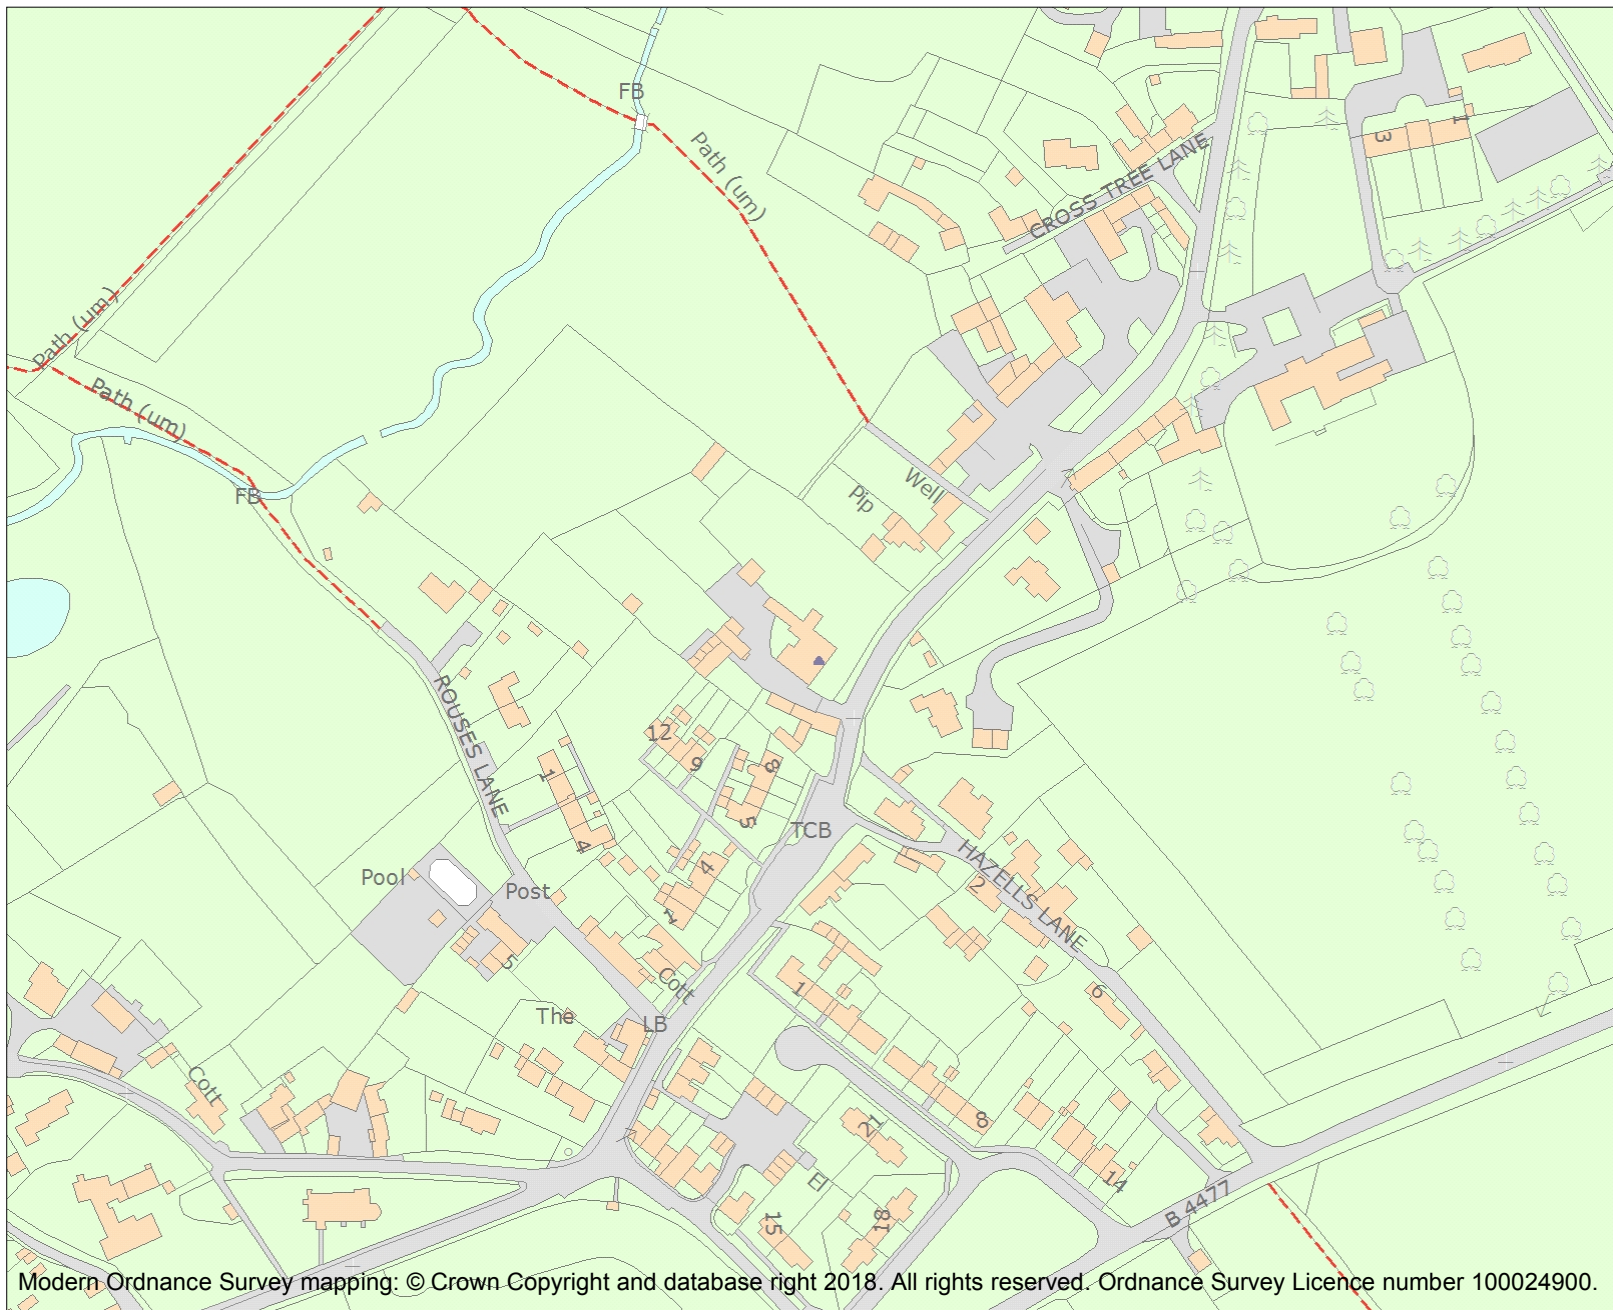 FB
Path (um)
1
3
CROSS TREE LANE
Path (um)
Path (um)
FB
Well
Pip
ROUSES LANE
12
9
8
5
1
4
TCB
HAZELLS LANE
4
2
Pool
Post
5
Cott
1
6
The
LB
Cott
8
21
El
14
15
18
B 4477
Modern Ordnance Survey mapping: © Crown Copyright and database right 2018. All rights reserved. Ordnance Survey Licence number 100024900.